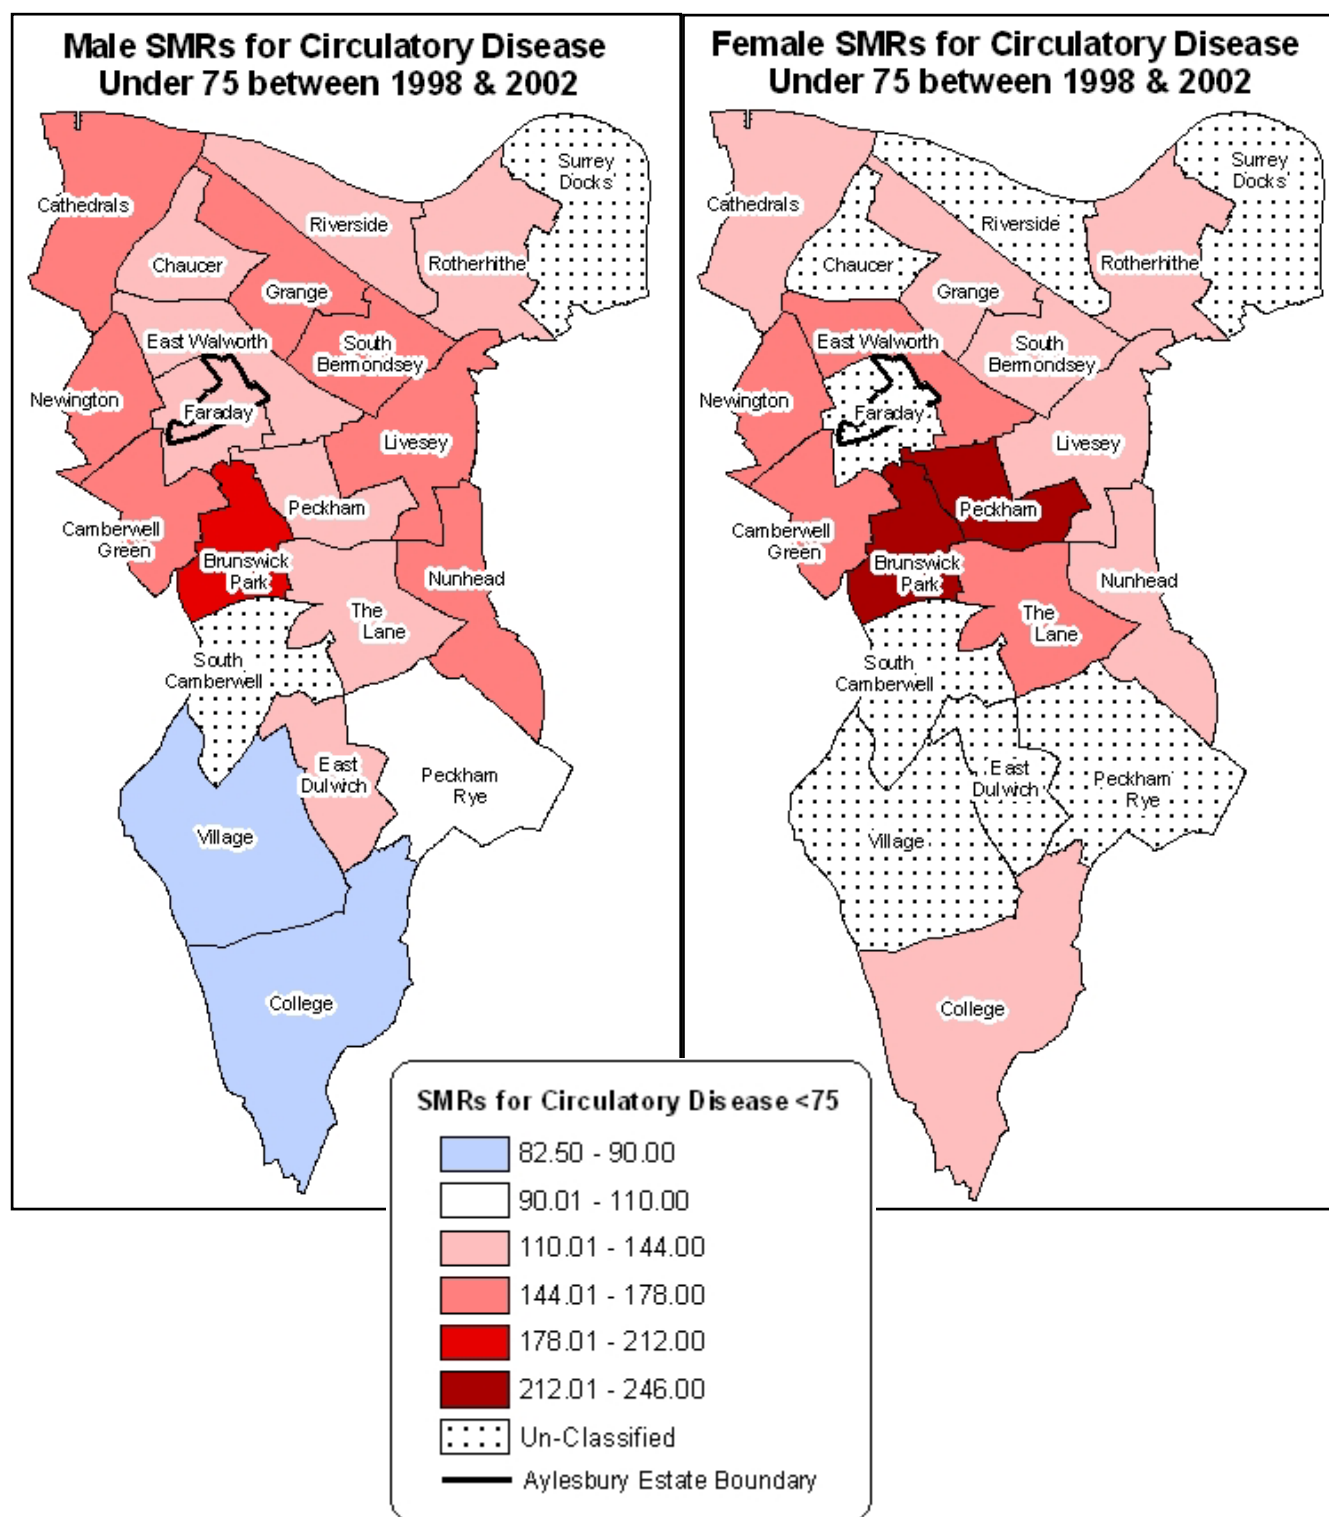 Male SMRs for Circulatory Disease
Under 75 between 1998 & 2002
Surrey
Docks
Cathedrals
Riverside
Chaucer
Rotherhithe
Grange
East Walworth
South
Bermondsey
Newington
Faraday
Livesey
Peckham
Camberwell
Green
Brunswick
Park
Nunhead
The
Lane
South
Camberwell
East
Dulwich
Peckham
Rye
Village
College
Female SMRs for Circulatory Disease
Under 75 between 1998 & 2002
Surrey
Docks
Cathedrals
Riverside
Chaucer
Rotherhithe
Grange
East Walworth
South
Bermondsey
Newington
Faraday
Livesey
Peckham
Camberwell
Green
Brunswick
Park
Nunhead
The
Lane
South
Camberwell
East
Dulwich
Peckham
Rye
Village
College
SMRs for Circulatory Disease <75
82.50 - 90.00
90.01 - 110.00
110.01 - 144.00
144.01 - 178.00
178.01 - 212.00
212.01 - 246.00
Un-Classified
Aylesbury Estate Boundary